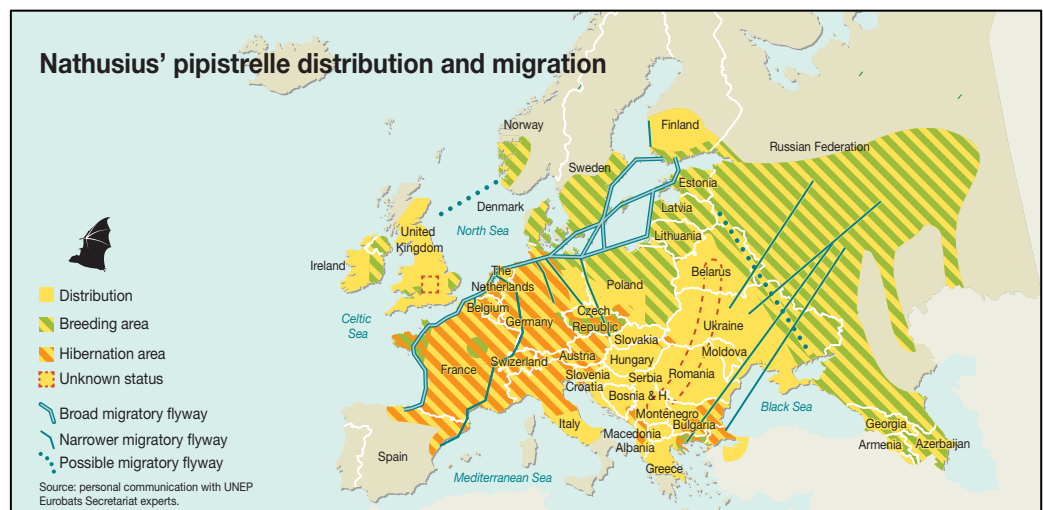 Nathusius' pipistrelle distribution and migration
Norway
Finland
Russian Federation
Sweden
Estonia
Denmark
Latvia
North Sea
United
Kingdom
Lithuania
Ireland
The
Netherlands
Belarus
Distribution
Poland
Belgium
Celtic
Sea
Germany
Czech
Republic
Breeding area
Ukraine
Slovakia
Hibernation area
Moldova
Austria
Hungary
Swizerland
France
Unknown status
Slovenia
Serbia
Romania
Croatia
Bosnia & H.
Broad migratory flyway
Montenegro
Black Sea
Italy
Bulgaria
Georgia
Narrower migratory flyway
Macedonia
Armenia
Azerbaijan
Albania
Possible migratory flyway
Spain
Greece
Mediterranean Sea
Source: personal communication with UNEP
Eurobats Secretariat experts.